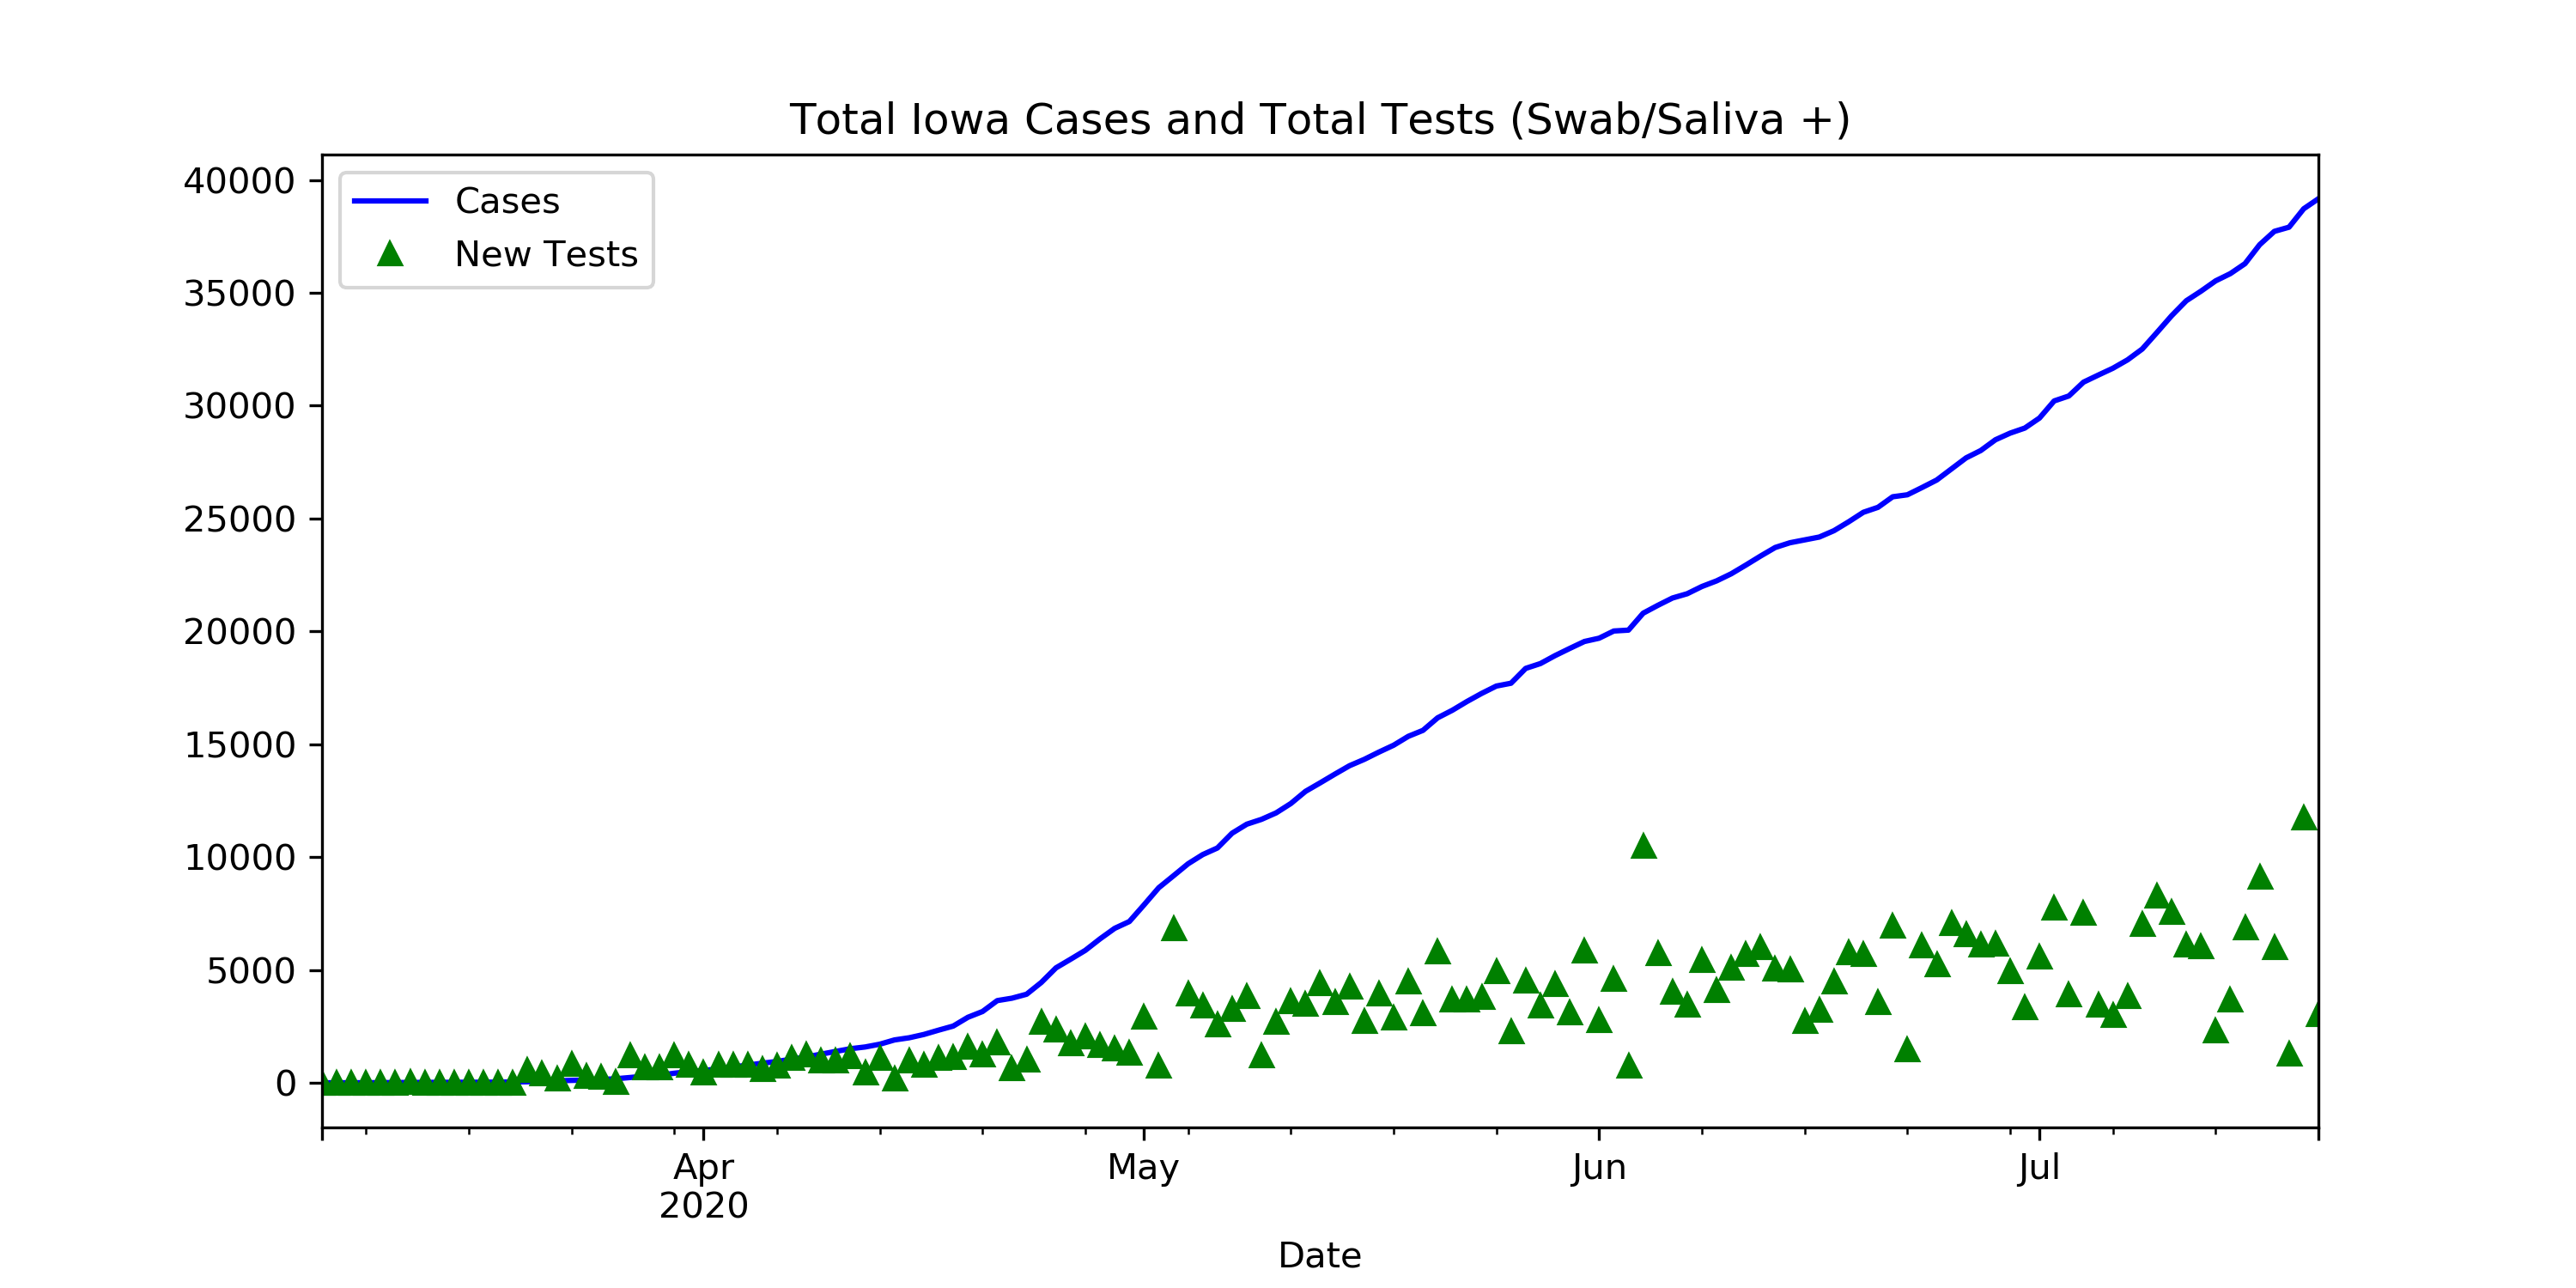 Total Iowa Cases and Total Tests (Swab/Saliva +)
Cases
New Tests
40000
35000
30000
25000
20000
15000
10000
5000
0
Apr
2020
May
Jun
Jul
Date